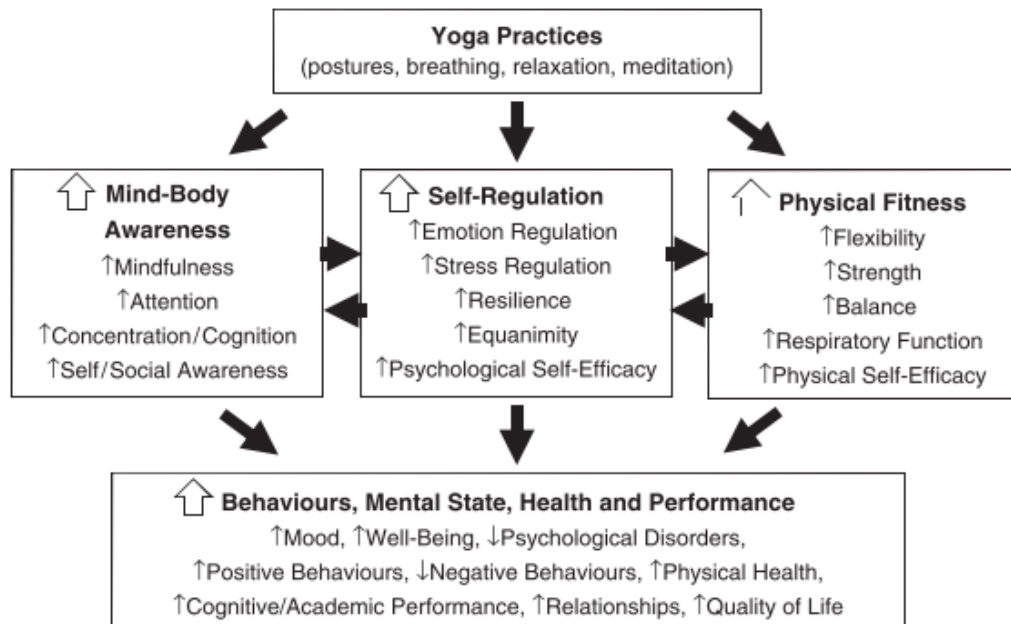 Yoga Practices
(postures, breathing, relaxation, meditation)
Mind-Body
Awareness
↑Mindfulness
↑Attention
↑Concentration/Cognition
↑Self/Social Awareness
Self-Regulation
↑Emotion Regulation
↑Stress Regulation
↑Resilience
↑Equanimity
↑Psychological Self-Efficacy
Physical Fitness
↑Flexibility
↑Strength
↑Balance
↑Respiratory Function
↑Physical Self-Efficacy
Behaviours, Mental State, Health and Performance
↑Mood, ↑Well-Being, ↓Psychological Disorders,
↑Positive Behaviours, ↓Negative Behaviours, ↑Physical Health,
↑Cognitive/Academic Performance, ↑Relationships, ↑Quality of Life